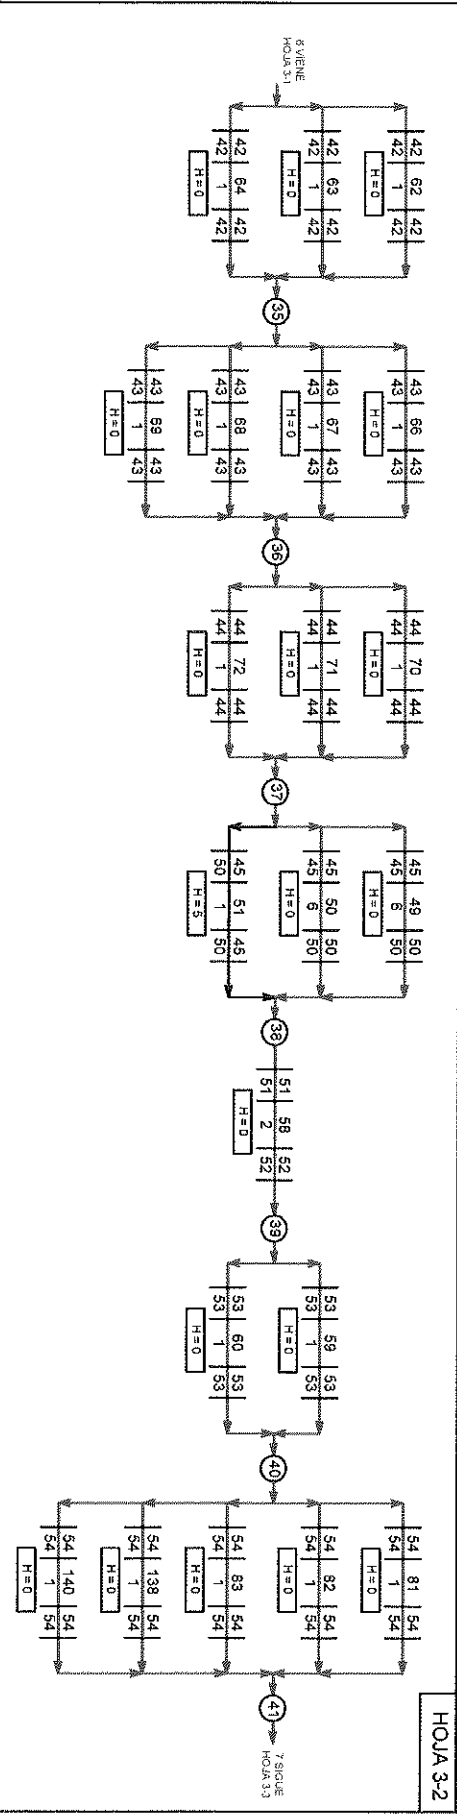 HOJA 3-2
6 VIENE
HOJA 3-1
42 62 42
42 1 42
H = 0
42 63 42
42 1 42
H = 0
42 64 42
42 1 42
H = 0
35
43 66 43
43 1 43
H = 0
43 67 43
43 1 43
H = 0
43 68 43
43 1 43
H = 0
43 69 43
43 1 43
H = 0
36
44 70 44
44 1 44
H = 0
44 71 44
44 1 44
H = 0
44 72 44
44 1 44
H = 0
37
45 49 50
45 6 50
H = 0
45 50 50
45 6 50
H = 0
45 51 45
50 1 50
H = 5
38
51 58 52
51 2 52
H = 0
39
53 59 53
53 1 53
H = 0
53 60 53
53 1 53
H = 0
40
54 81 54
54 1 54
H = 0
54 82 54
54 1 54
H = 0
54 83 54
54 1 54
H = 0
54 138 54
54 1 54
H = 0
54 140 54
54 1 54
H = 0
41
7 SIGUE
HOJA 3-3